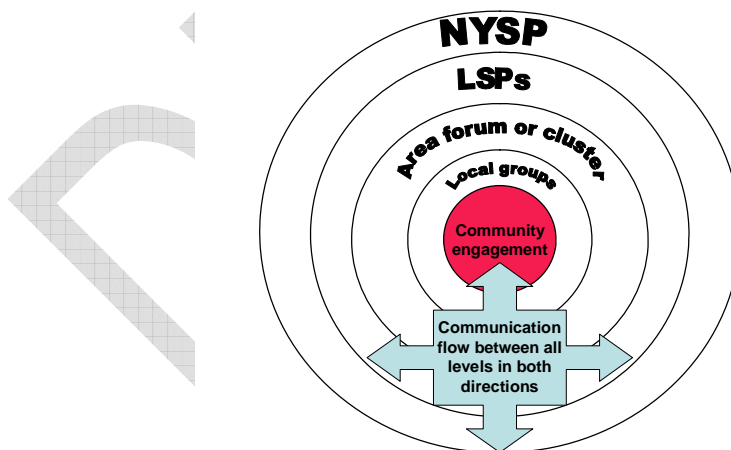 NYSP
LSPs
Area forum or cluster
Local groups
Community
engagement
Communication
flow between all
levels in both
directions